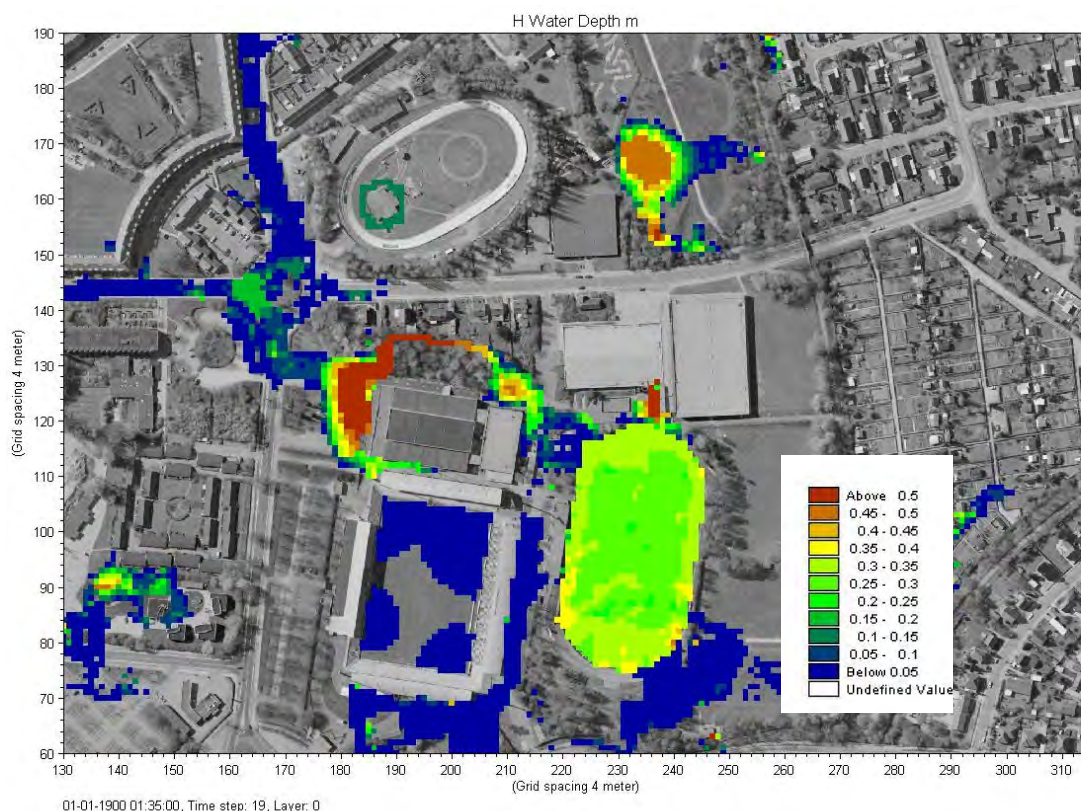 H Water Depth m
190
180
170
160
150
140
130
120
110
100
90
80
70
60
(Grid spacing 4 meter)
130 140 150 160 170 180 190 200 210 220 230 240 250 260 270 280 290 300 310
(Grid spacing 4 meter)
Above 0.5
0.45 - 0.5
0.4 - 0.45
0.35 - 0.4
0.3 - 0.35
0.25 - 0.3
0.2 - 0.25
0.15 - 0.2
0.1 - 0.15
0.05 - 0.1
Below 0.05
Undefined Value
01-01-1900 01:35:00, Time step: 19, Layer: 0